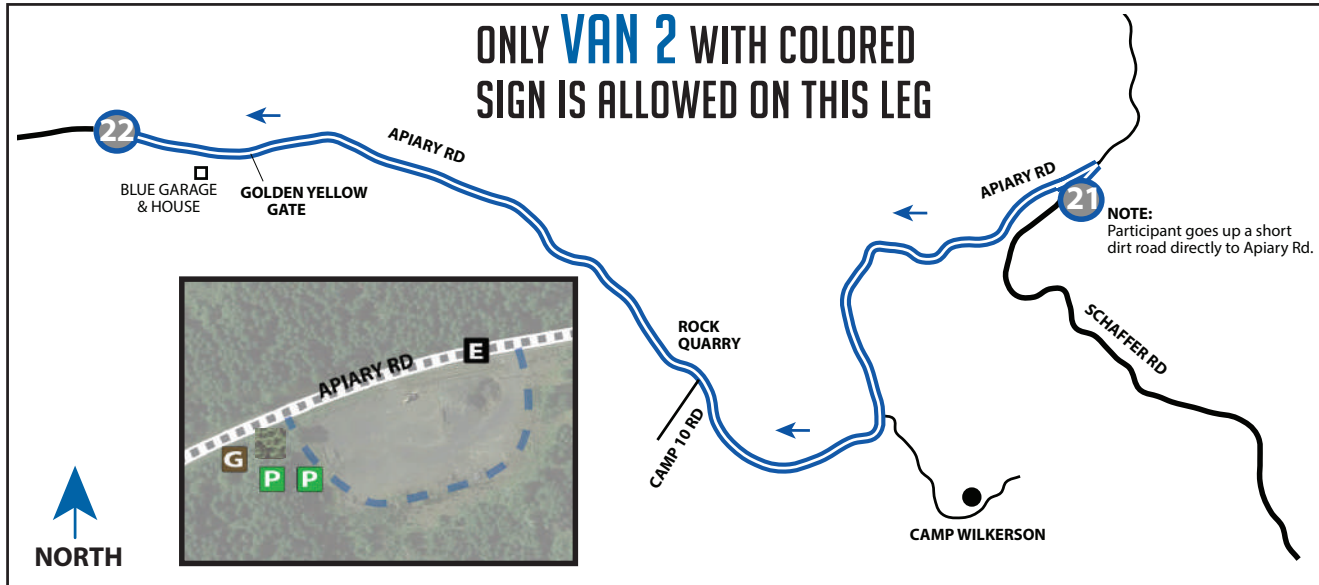 ONLY VAN 2 WITH COLORED
SIGN IS ALLOWED ON THIS LEG
22
BLUE GARAGE
& HOUSE
GOLDEN YELLOW
GATE
APIARY RD
APIARY RD
21
NOTE:
Participant goes up a short
dirt road directly to Apiary Rd.
SCHAFFER RD
ROCK
QUARRY
CAMP 10 RD
CAMP WILKERSON
APIARY RD
E
G
P
P
NORTH